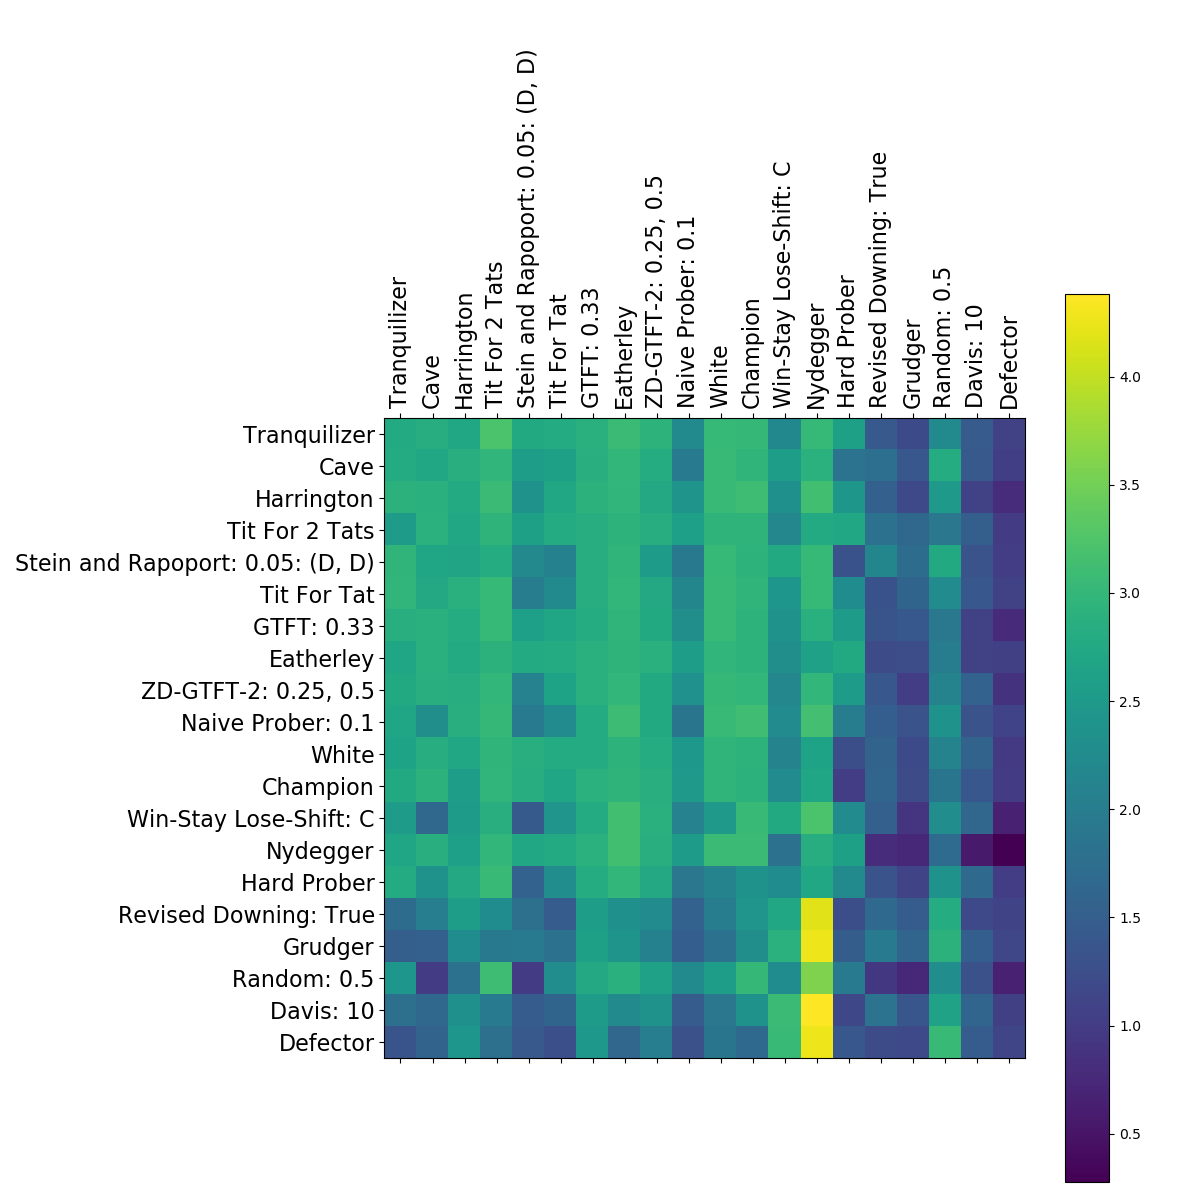 Tranquilizer
Cave
Harrington
Tit For 2 Tats
Stein and Rapoport: 0.05: (D, D)
Tit For Tat
GTFT: 0.33
Eatherley
ZD-GTFT-2: 0.25, 0.5
Naive Prober: 0.1
White
Champion
Win-Stay Lose-Shift: C
Nydegger
Hard Prober
Revised Downing: True
Grudger
Random: 0.5
Davis: 10
Defector
Tranquilizer
Cave
Harrington
Tit For 2 Tats
Stein and Rapoport: 0.05: (D, D)
Tit For Tat
GTFT: 0.33
Eatherley
ZD-GTFT-2: 0.25, 0.5
Naive Prober: 0.1
White
Champion
Win-Stay Lose-Shift: C
Nydegger
Hard Prober
Revised Downing: True
Grudger
Random: 0.5
Davis: 10
Defector
4.0
3.5
3.0
2.5
2.0
1.5
1.0
0.5